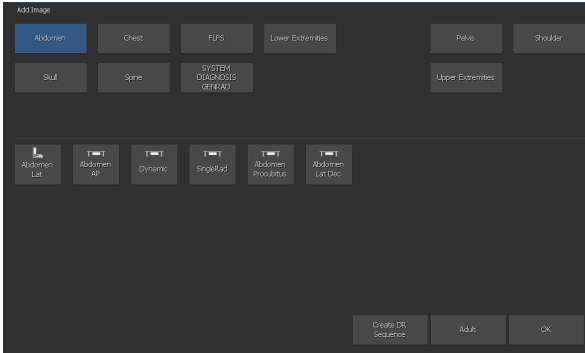 Add Image
Abdomen
Chest
FLFS
Lower Extremities
Pelvis
Shoulder
Skull
Spine
SYSTEM
DIAGNOSIS
GENRAD
Upper Extremities
Abdomen
Lat
Abdomen
AP
Dynamic
SingleRad
Abdomen
Procubitus
Abdomen
Lat Dec
Create DR
Sequence
Adult
OK